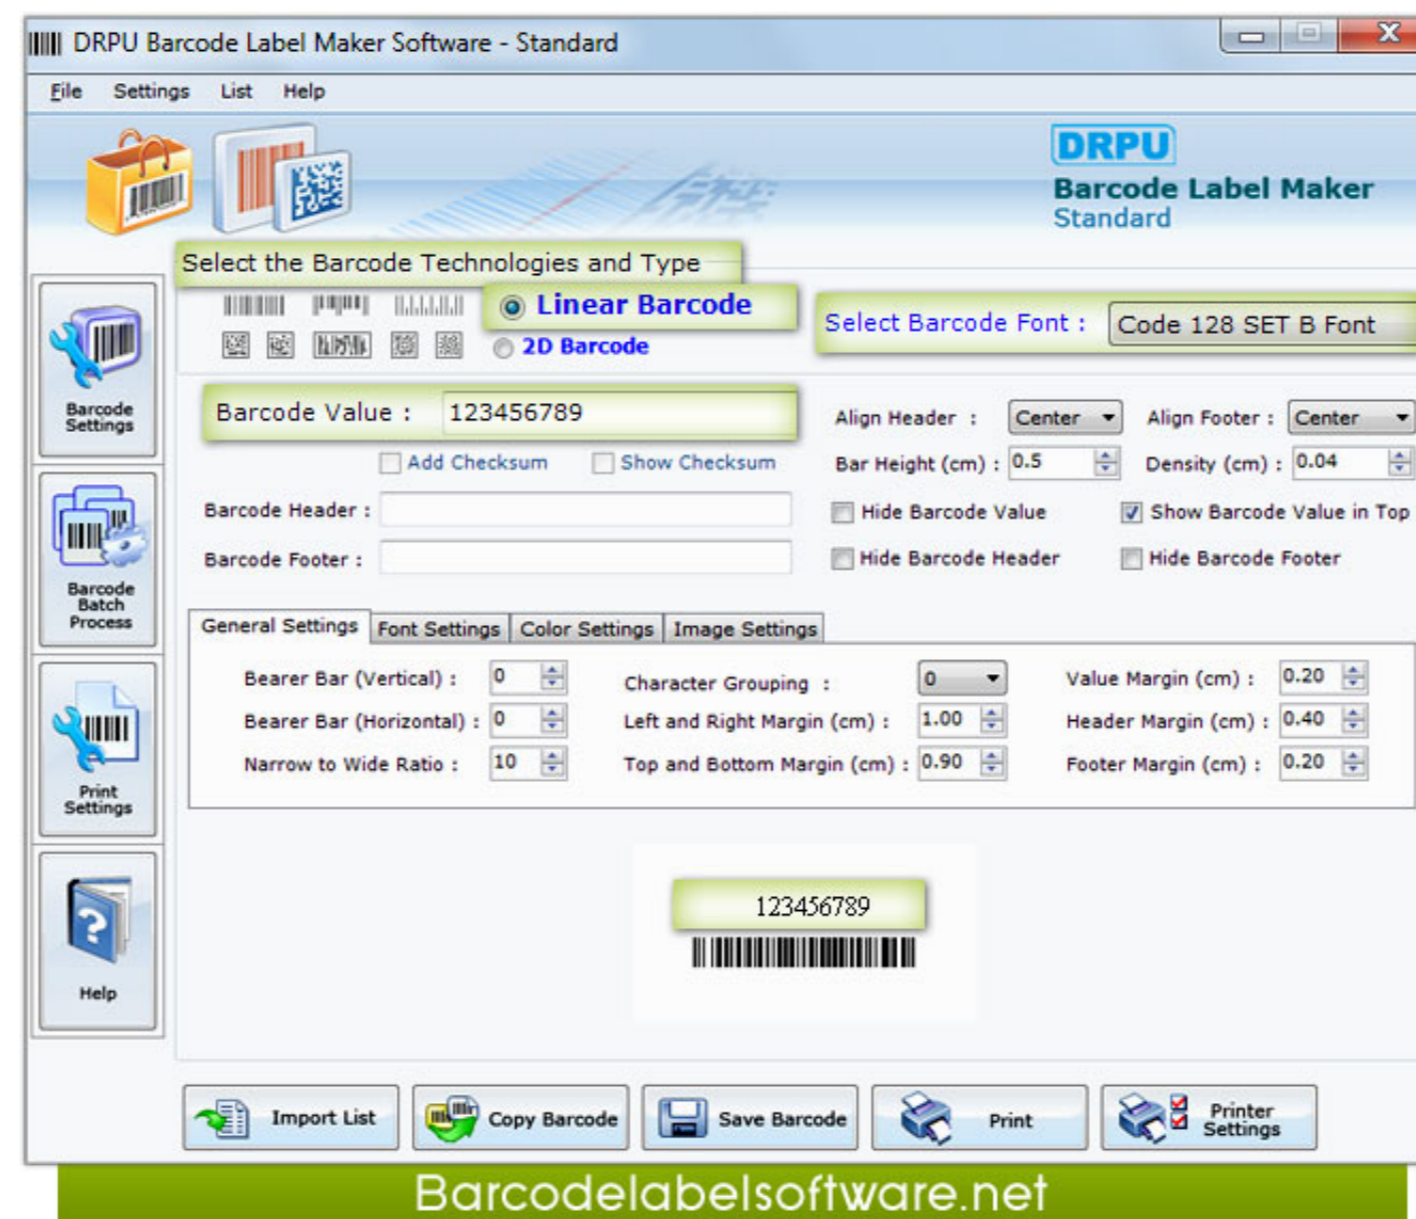 DRPU Barcode Label Maker Software - Standard
File Settings List Help
DRPU
Barcode Label Maker
Standard
Select the Barcode Technologies and Type
Linear Barcode
2D Barcode
Select Barcode Font : Code 128 SET B Font
Barcode Value : 123456789
Add Checksum Show Checksum
Barcode Header :
Barcode Footer :
Align Header : Center Align Footer : Center
Bar Height (cm) : 0.5 Density (cm) : 0.04
Hide Barcode Value Show Barcode Value in Top
Hide Barcode Header Hide Barcode Footer
Barcode
Settings
Barcode
Batch
Process
Print
Settings
Help
General Settings Font Settings Color Settings Image Settings
Bearer Bar (Vertical) : 0 Character Grouping : 0 Value Margin (cm) : 0.20
Bearer Bar (Horizontal) : 0 Left and Right Margin (cm) : 1.00 Header Margin (cm) : 0.40
Narrow to Wide Ratio : 10 Top and Bottom Margin (cm) : 0.90 Footer Margin (cm) : 0.20
123456789
Import List Copy Barcode Save Barcode Print Printer
Settings
Barcodelabelsoftware.net